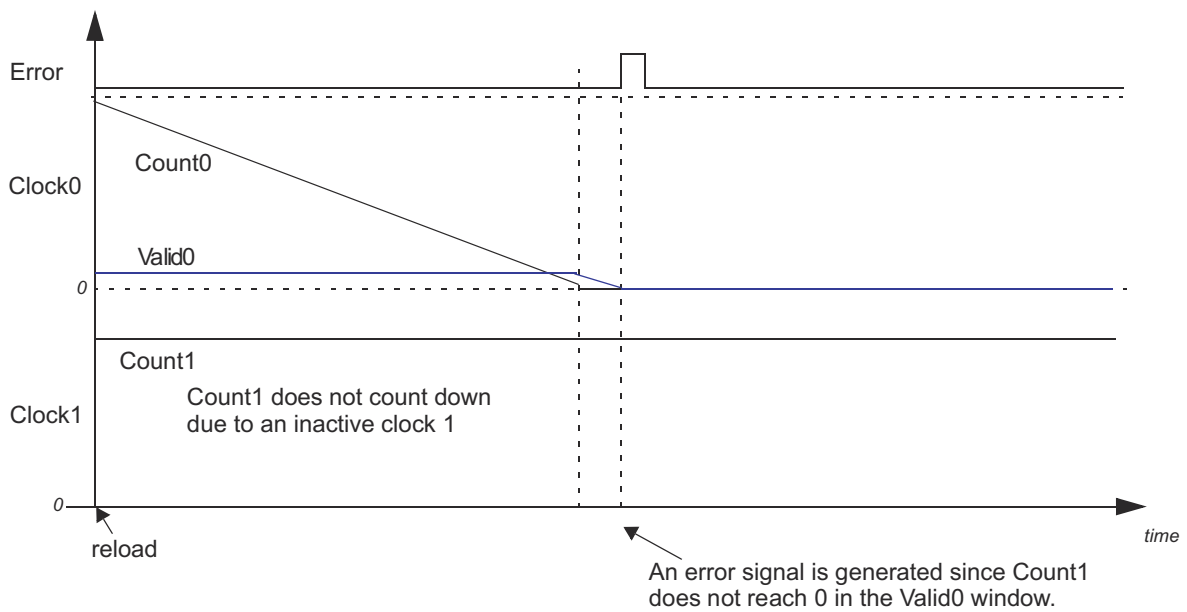 Error
Count0
Clock0
Valid0
0
Count1
Count1 does not count down
due to an inactive clock 1
Clock1
0
reload
time
An error signal is generated since Count1
does not reach 0 in the Valid0 window.